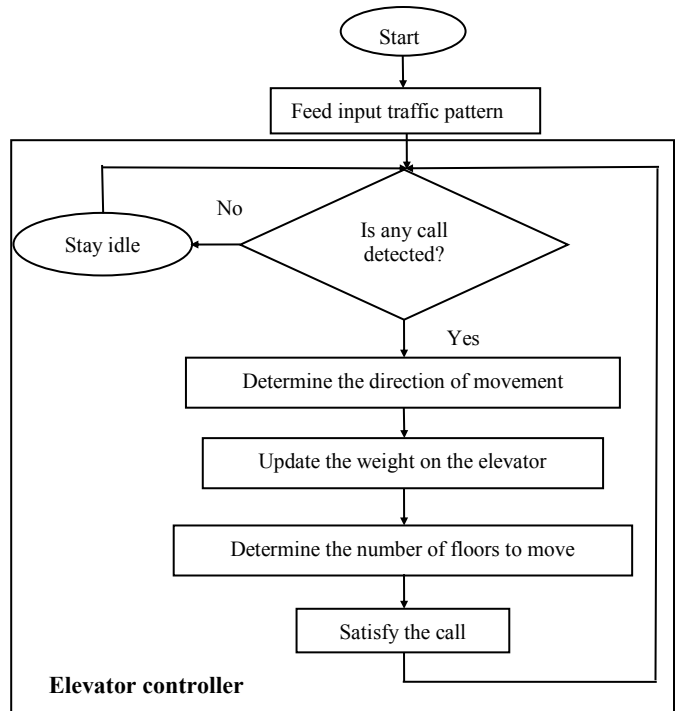 Start
Feed input traffic pattern
No
Is any call
detected?
Stay idle
Yes
Determine the direction of movement
Update the weight on the elevator
Determine the number of floors to move
Satisfy the call
Elevator controller